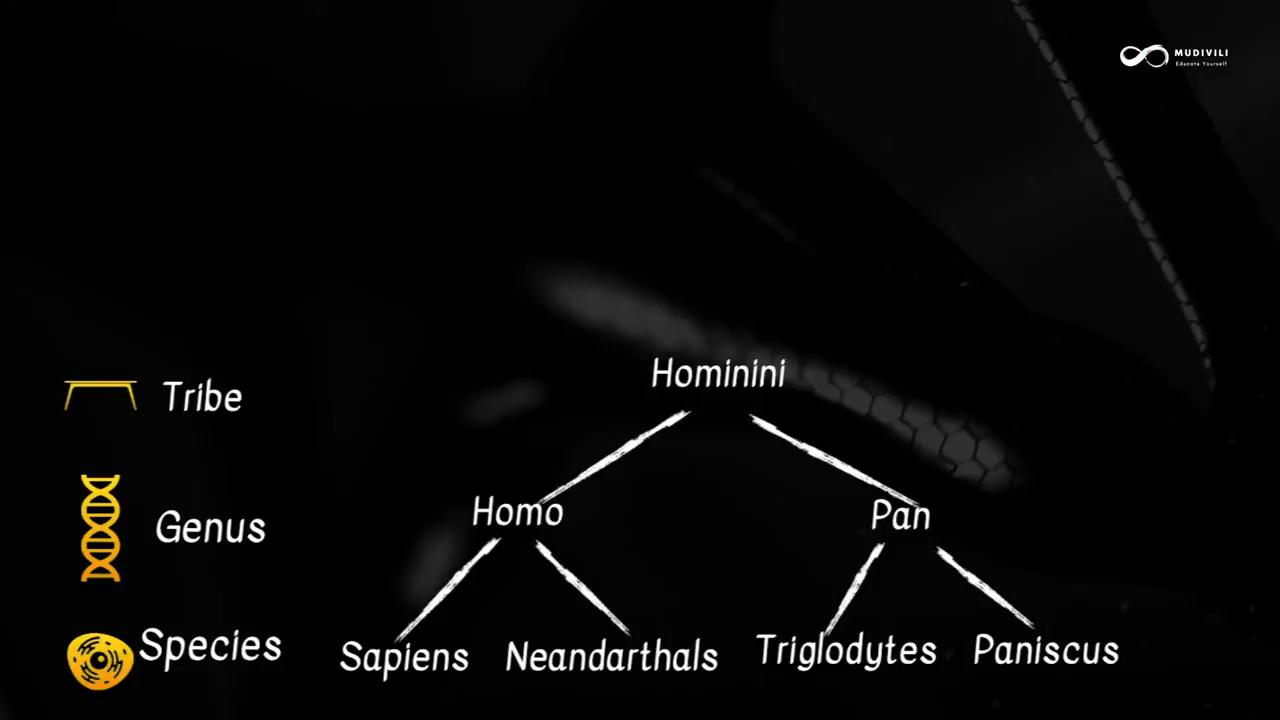 MUDIVILI
Educate Yourself
Hominini
Tribe
Homo
Pan
Genus
Species
Sapiens
Neandarthals
Triglodytes
Paniscus